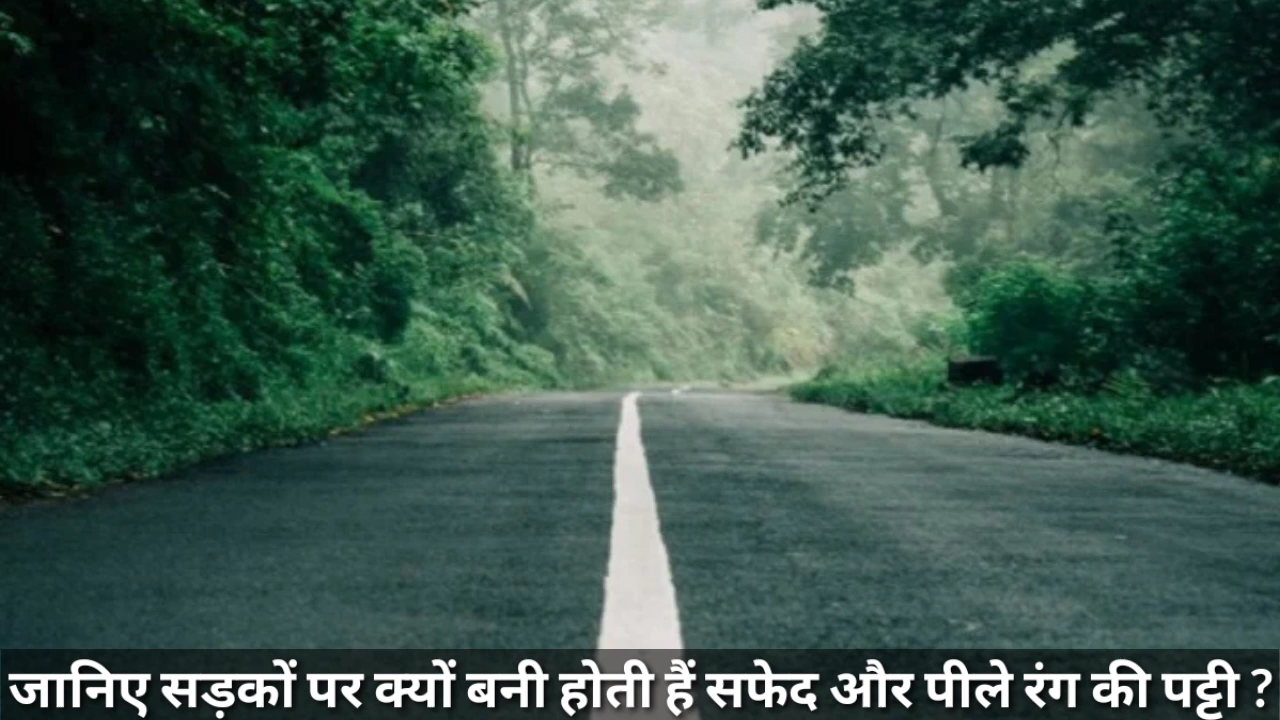 जानिए सड़कों पर क्यों बनी होती हैं सफेद और पीले रंग की पट्टी ?